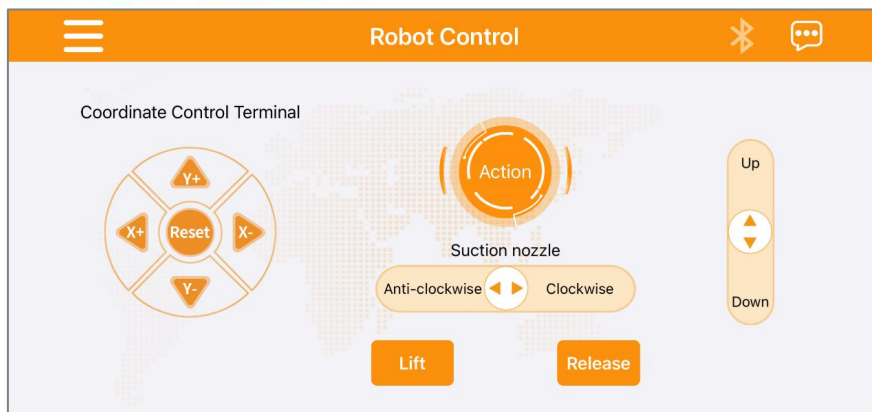 Robot Control
Coordinate Control Terminal
Y+
X+
Reset
X-
Y-
Action
Suction nozzle
Anti-clockwise
Clockwise
Lift
Release
Up
Down